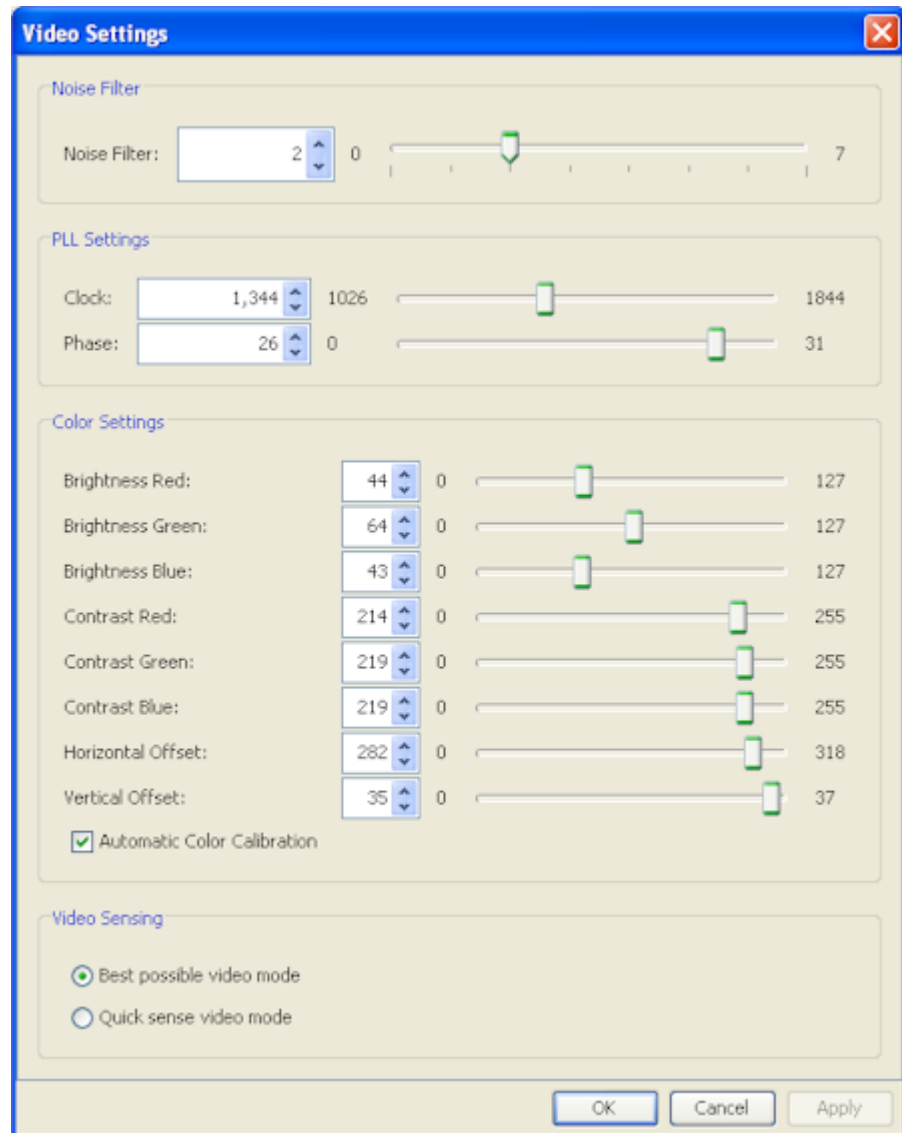 Video Settings
Noise Filter
Noise Filter: 2 0 7
PLL Settings
Clock: 1,344 1026 1844
Phase: 26 0 31
Color Settings
Brightness Red: 44 0 127
Brightness Green: 64 0 127
Brightness Blue: 43 0 127
Contrast Red: 214 0 255
Contrast Green: 219 0 255
Contrast Blue: 219 0 255
Horizontal Offset: 282 0 318
Vertical Offset: 35 0 37
Automatic Color Calibration
Video Sensing
Best possible video mode
Quick sense video mode
OK Cancel Apply